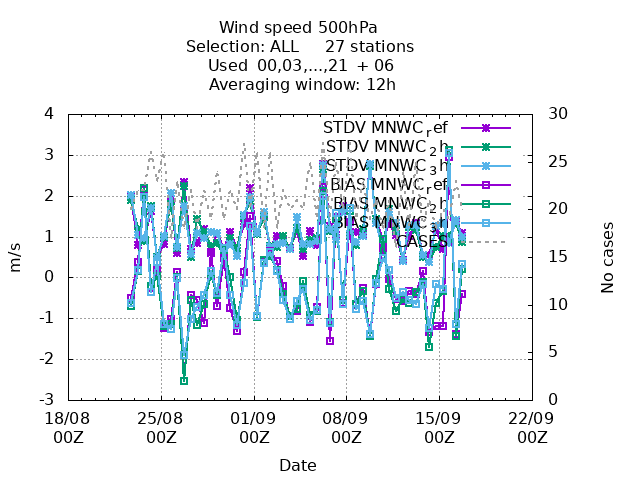 Wind speed 500hPa
Selection: ALL 27 stations
Used 00,03,...,21 + 06
Averaging window: 12h
4
3
2
1
0
-1
-2
-3
m/s
30
25
20
15
10
5
0
No cases
STDV MNWC_ref
STDV MNWC_2h
STDV MNWC_3h
BIAS MNWC_ref
BIAS MNWC_2h
BIAS MNWC_3h
CASES
18/08 25/08 01/09 08/09 15/09 22/09
00Z 00Z 00Z 00Z 00Z 00Z
Date